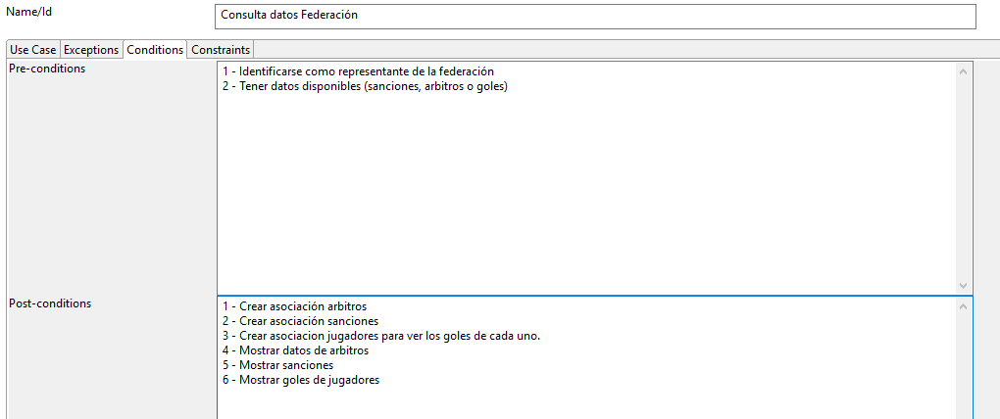 Name/Id
Consulta datos Federación
Use Case Exceptions Conditions Constraints
Pre-conditions
1 - Identificarse como representante de la federación
2 - Tener datos disponibles (sanciones, arbitros o goles)
Post-conditions
1 - Crear asociación arbitros
2 - Crear asociación sanciones
3 - Crear asociacion jugadores para ver los goles de cada uno.
4 - Mostrar datos de arbitros
5 - Mostrar sanciones
6 - Mostrar goles de jugadores